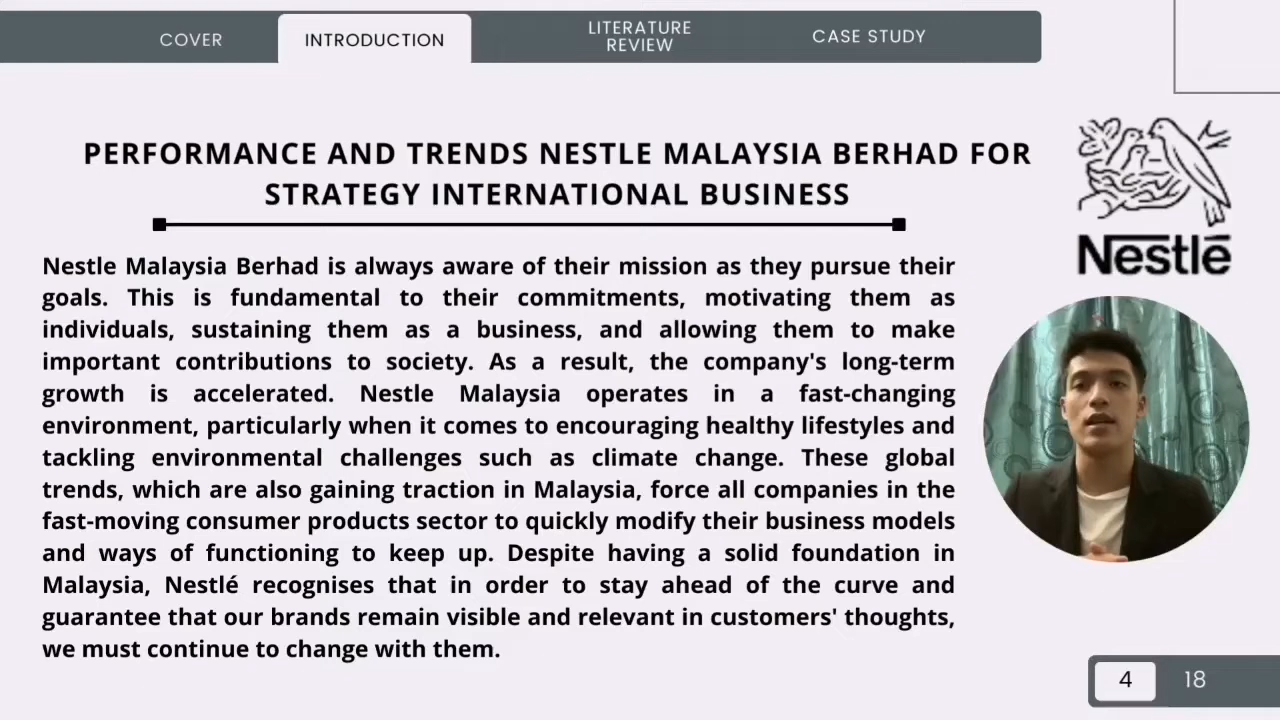 COVER
INTRODUCTION
LITERATURE
REVIEW
CASE STUDY
PERFORMANCE AND TRENDS NESTLE MALAYSIA BERHAD FOR
STRATEGY INTERNATIONAL BUSINESS
Nestlé
Nestle Malaysia Berhad is always aware of their mission as they pursue their
goals. This is fundamental to their commitments, motivating them as
individuals, sustaining them as a business, and allowing them to make
important contributions to society. As a result, the company's long-term
growth is accelerated. Nestle Malaysia operates in a fast-changing
environment, particularly when it comes to encouraging healthy lifestyles and
tackling environmental challenges such as climate change. These global
trends, which are also gaining traction in Malaysia, force all companies in the
fast-moving consumer products sector to quickly modify their business models
and ways of functioning to keep up. Despite having a solid foundation in
Malaysia, Nestlé recognises that in order to stay ahead of the curve and
guarantee that our brands remain visible and relevant in customers' thoughts,
we must continue to change with them.
4
18